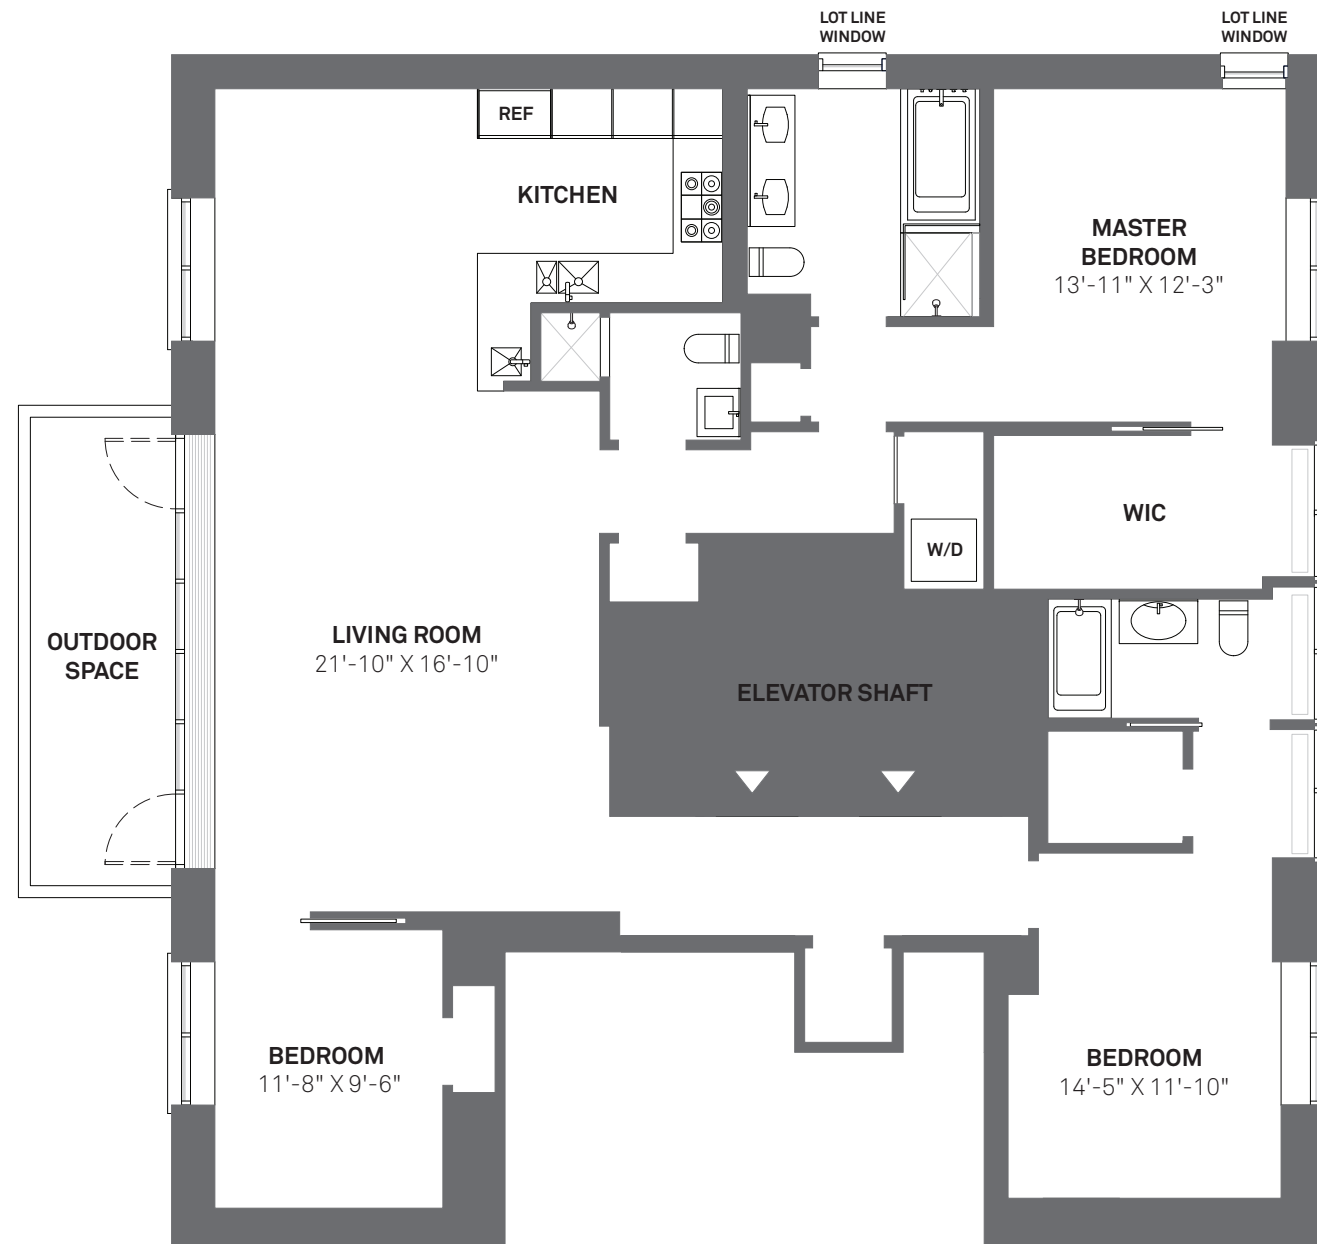 LOT LINE
WINDOW
LOT LINE
WINDOW
REF
KITCHEN
MASTER
BEDROOM
13'-11" X 12'-3"
WIC
W/D
OUTDOOR
SPACE
LIVING ROOM
21'-10" X 16'-10"
ELEVATOR SHAFT
BEDROOM
11'-8" X 9'-6"
BEDROOM
14'-5" X 11'-10"